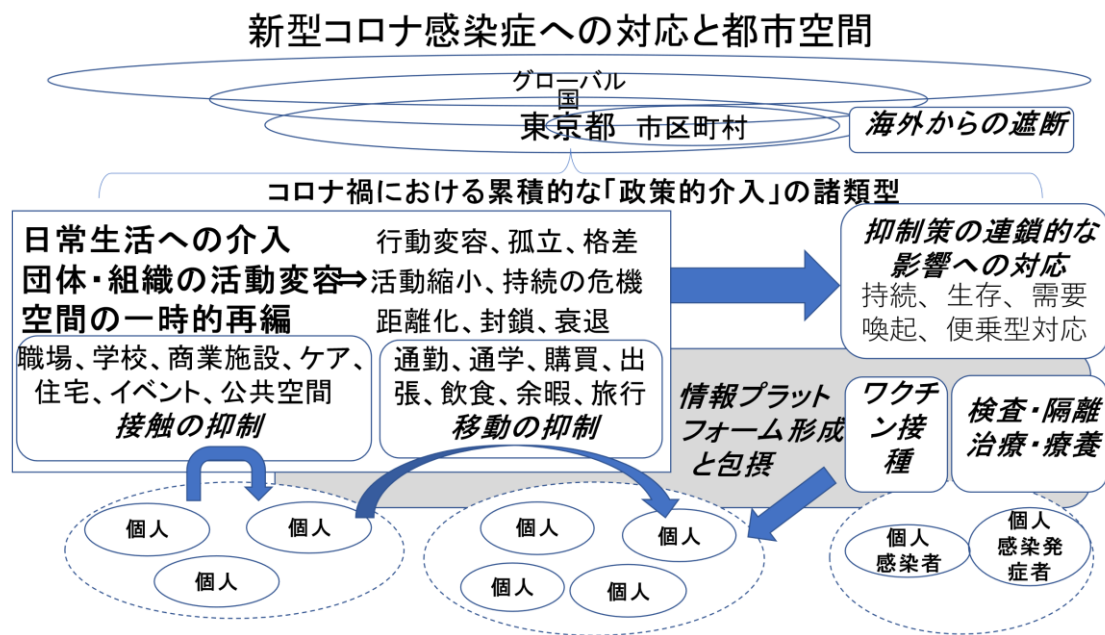 新型コロナ感染症への対応と都市空間
グローバル
国
東京都 市区町村
海外からの遮断
コロナ禍における累積的な「政策的介入」の諸類型
日常生活への介入 行動変容、孤立、格差
団体・組織の活動変容⇒活動縮小、持続の危機
空間の一時的再編 距離化、封鎖、衰退
抑制策の連鎖的な
影響への対応
持続、生存、需要
喚起、便乗型対応
職場、学校、商業施設、ケア、
住宅、イベント、公共空間
接触の抑制
通勤、通学、購買、出
張、飲食、余暇、旅行
移動の抑制
情報プラット
フォーム形成
と包摂
ワクチ
ン接
種
検査・隔離
治療・療養
個人
個人
個人
個人
個人
個人
個人
個人
感染者
個人
感染発
症者